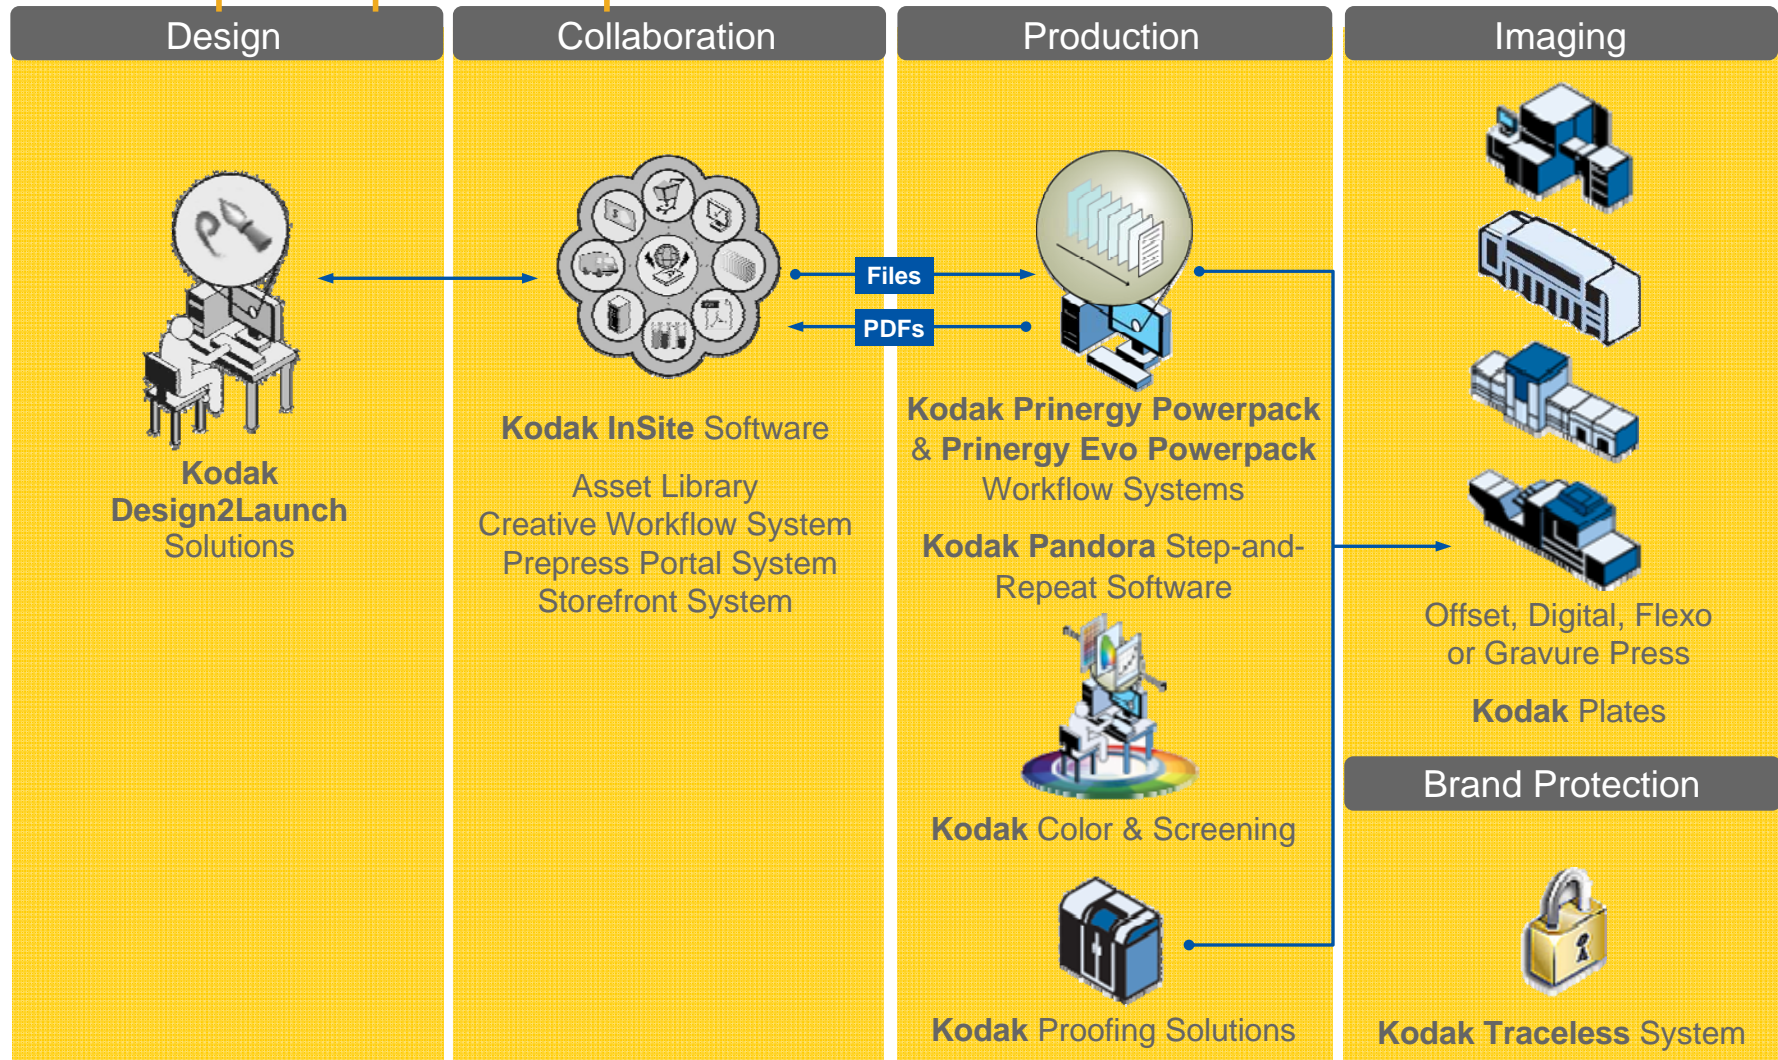 Design
Kodak
Design2Launch
Solutions
Collaboration
Kodak InSite Software
Asset Library
Creative Workflow System
Prepress Portal System
Storefront System
Files
PDFs
Production
Kodak Prinergy Powerpack
& Prinergy Evo Powerpack
Workflow Systems
Kodak Pandora Step-and-
Repeat Software
Kodak Color & Screening
Kodak Proofing Solutions
Imaging
Offset, Digital, Flexo
or Gravure Press
Kodak Plates
Brand Protection
Kodak Traceless System